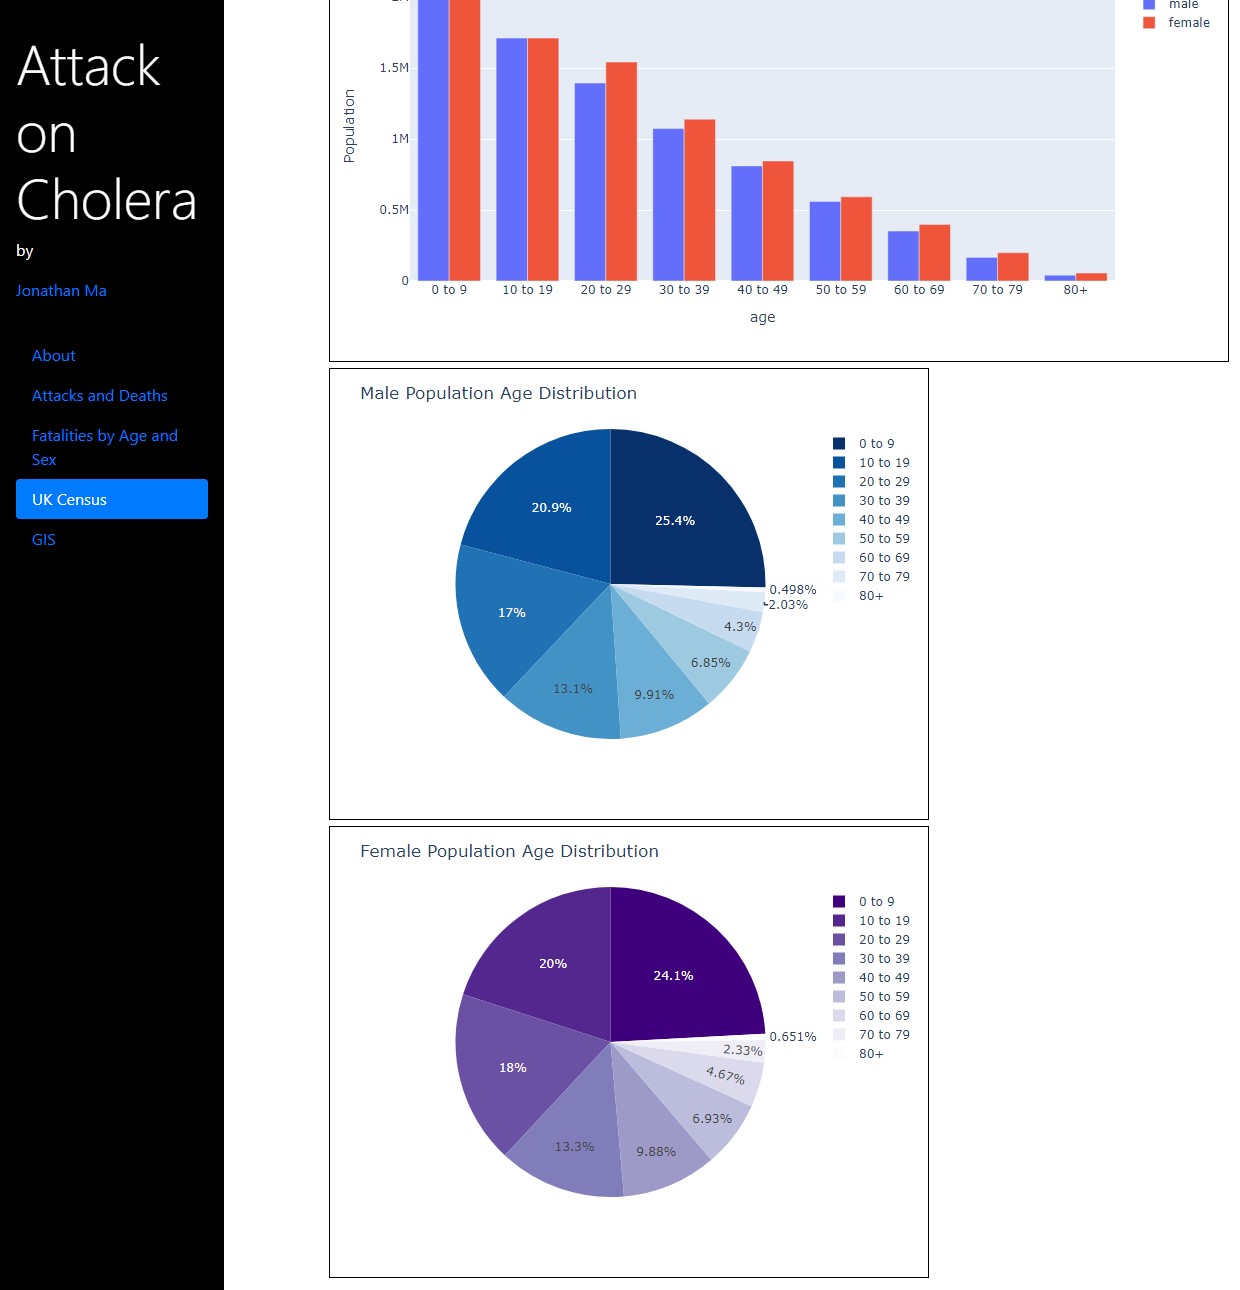 Attack
on
Cholera
by
Jonathan Ma
About
Attacks and Deaths
Fatalities by Age and
Sex
UK Census
GIS
male
female
1.5M
1M
0.5M
0
Population
0 to 9 10 to 19 20 to 29 30 to 39 40 to 49 50 to 59 60 to 69 70 to 79 80+
age
Male Population Age Distribution
25.4%
20.9%
17%
13.1%
9.91%
6.85%
4.3%
2.03%
0.498%
0 to 9
10 to 19
20 to 29
30 to 39
40 to 49
50 to 59
60 to 69
70 to 79
80+
Female Population Age Distribution
24.1%
20%
18%
13.3%
9.88%
6.93%
4.67%
2.33%
0.651%
0 to 9
10 to 19
20 to 29
30 to 39
40 to 49
50 to 59
60 to 69
70 to 79
80+